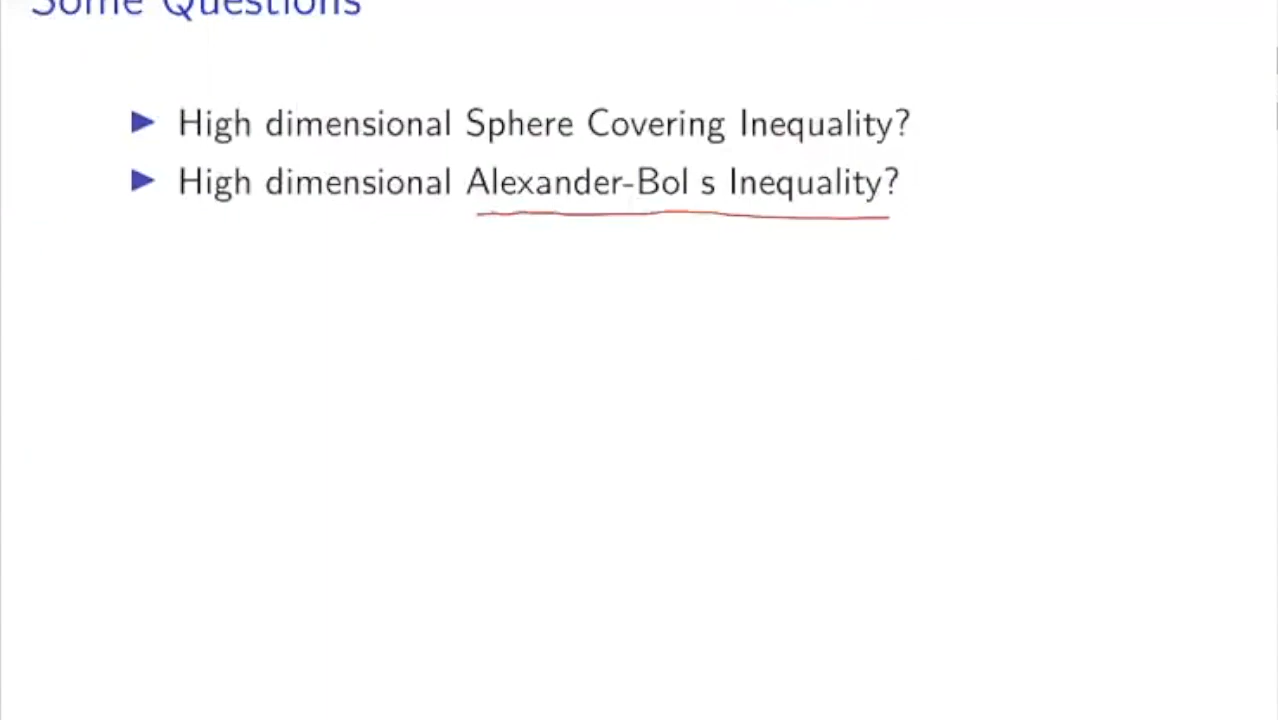 Some Questions
High dimensional Sphere Covering Inequality?
High dimensional Alexander-Bol s Inequality?